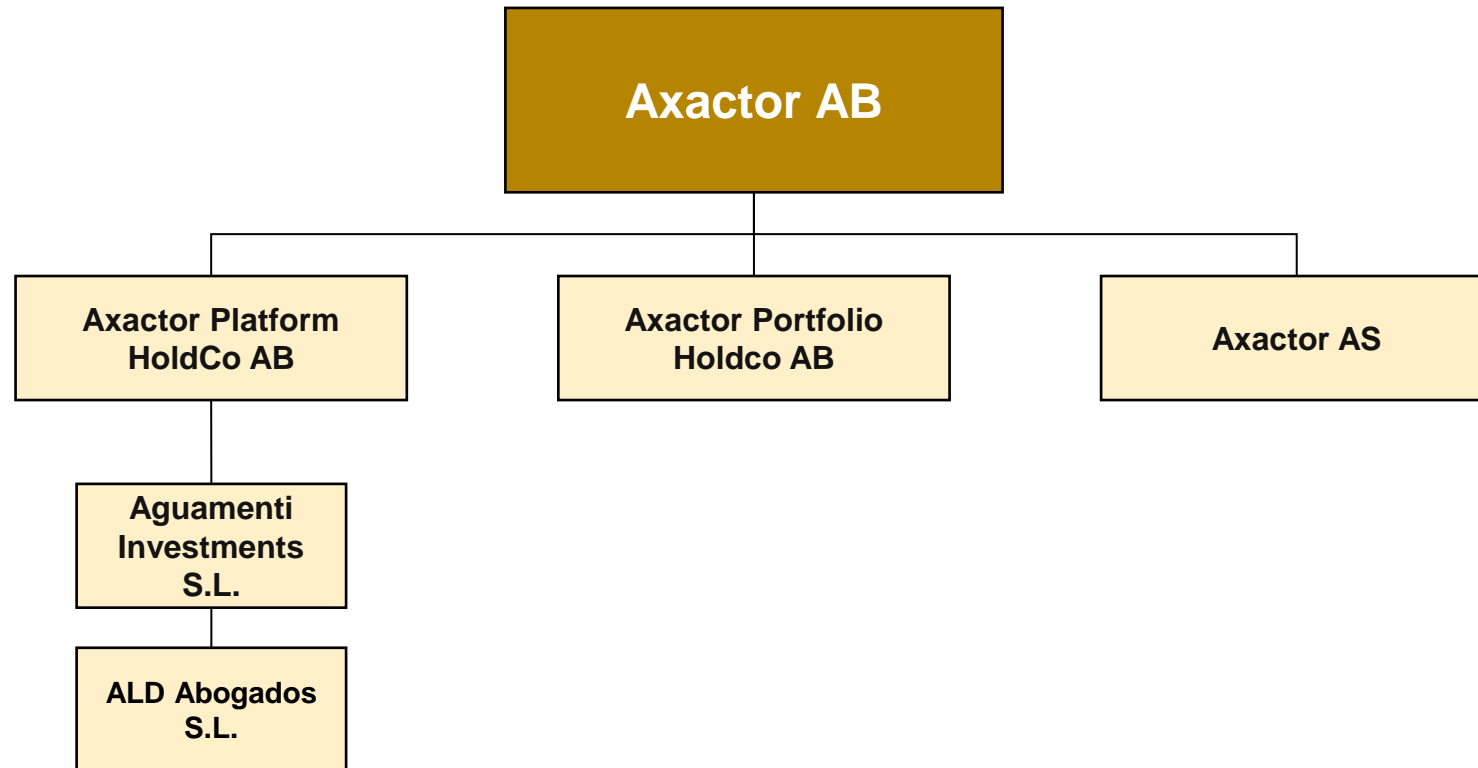 Axactor AB
Axactor Platform
HoldCo AB
Axactor Portfolio
Holdco AB
Axactor AS
Aguamenti
Investments
S.L.
ALD Abogados
S.L.